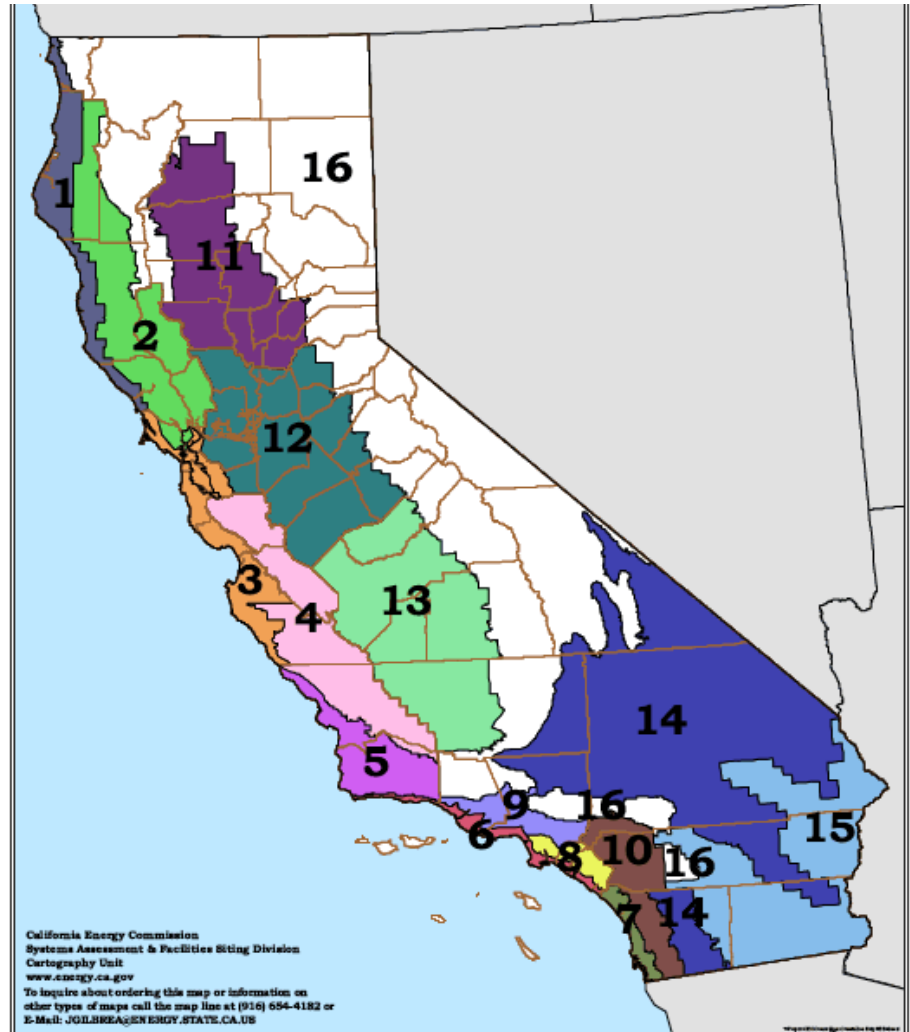 16
1
11
2
12
3
13
4
14
5
9
16
15
6
8
10
16
7
14
California Energy Commission
Systems Assessment & Facilities Siting Division
Cartography Unit
www.energy.ca.gov
To inquire about ordering this map or information on
other types of maps call the map line at (916) 654-4182 or
E-Mail: JGILBREA@ENERGY.STATE.CA.US